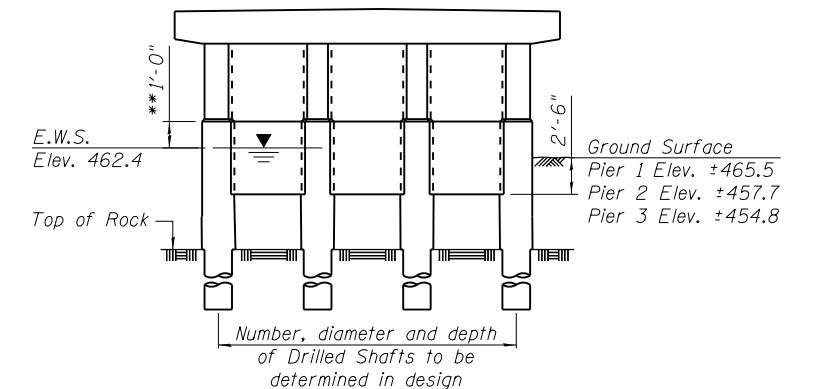 **1'-0"
2'-6"
E.W.S.
Elev. 462.4
Ground Surface
Pier 1 Elev. ±465.5
Pier 2 Elev. ±457.7
Pier 3 Elev. ±454.8
Top of Rock
Number, diameter and depth
of Drilled Shafts to be
determined in design